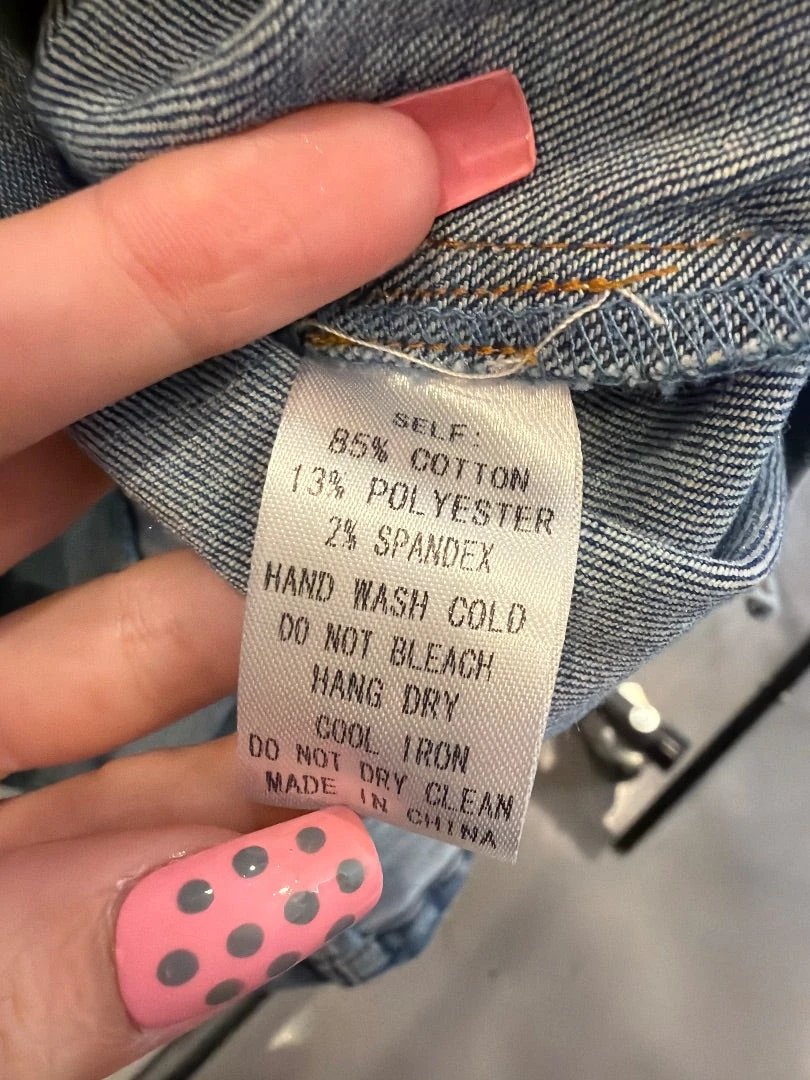 SELF:
85% COTTON
13% POLYESTER
2% SPANDEX
HAND WASH COLD
DO NOT BLEACH
HANG DRY
COOL IRON
DO NOT DRY CLEAN
MADE IN CHINA